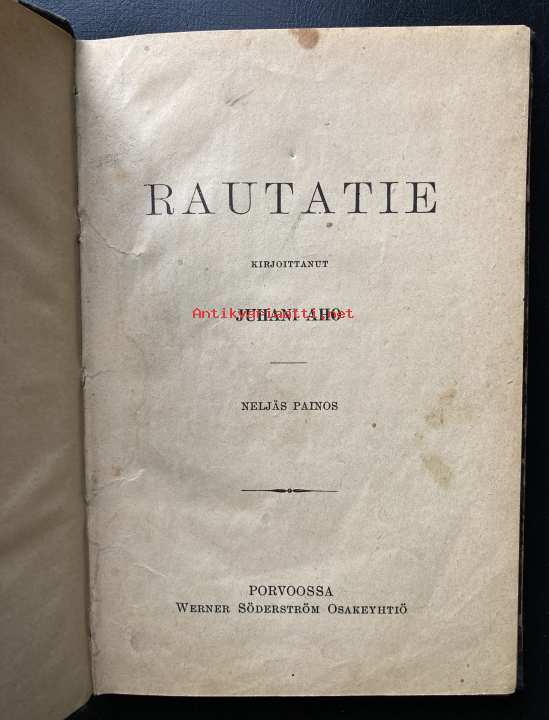 RAUTATIE
KIRJOITTANUT
JUHANI AHO
Antikvariaatti.net
NELJÄS PAINOS
PORVOOSSA
WERNER SÖDERSTRÖM OSAKEYHTIÖ